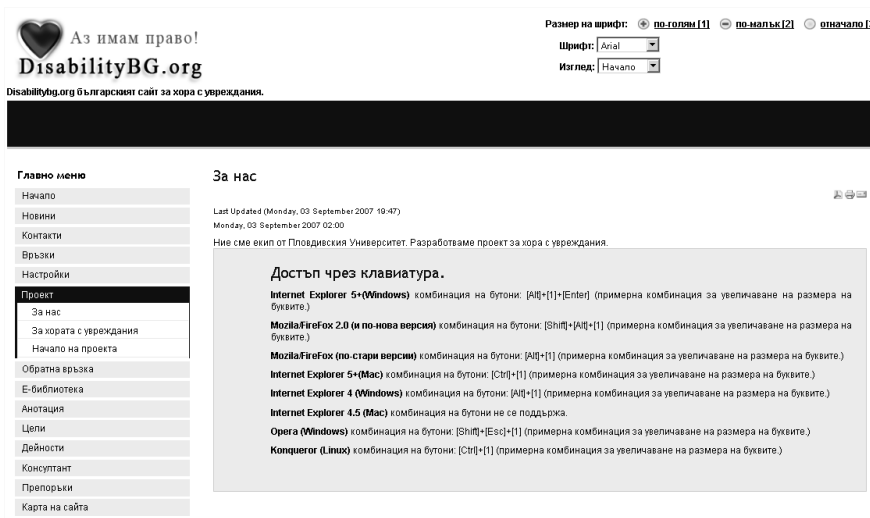 Аз имам право!
DisabilityBG.org
Disabilitybg.org българският сайт за хора с увреждания.
Размер на шрифт: по-голям [1] по-малък [2] отначало [3
Шрифт: Arial
Изглед: Начало
Главно меню
Начало
Новини
Контакти
Връзки
Настройки
Проект
За нас
За хората с увреждания
Начало на проекта
Обратна връзка
Е-библиотека
Анотация
Цели
Дейности
Консултант
Препоръки
Карта на сайта
За нас
Last Updated (Monday, 03 September 2007 19:47)
Monday, 03 September 2007 02:00
Ние сме екип от Пловдивския Университет. Разработваме проект за хора с увреждания.
Достъп чрез клавиатура.
Internet Explorer 5+(Windows) комбинация на бутони: [Alt]+[1]+[Enter] (примерна комбинация за увеличаване на размера на
буквите.)
Mozila/FireFox 2.0 (и по-нова версия) комбинация на бутони: [Shift]+[Alt]+[1] (примерна комбинация за увеличаване на размера на
буквите.)
Mozila/FireFox (по-стари версии) комбинация на бутони: [Alt]+[1] (примерна комбинация за увеличаване на размера на буквите.)
Internet Explorer 5+(Mac) комбинация на бутони: [Ctrl]+[1] (примерна комбинация за увеличаване на размера на буквите.)
Internet Explorer 4 (Windows) комбинация на бутони: [Alt]+[1] (примерна комбинация за увеличаване на размера на буквите.)
Internet Explorer 4.5 (Mac) комбинация на бутони не се поддържа.
Opera (Windows) комбинация на бутони: [Shift]+[Esc]+[1] (примерна комбинация за увеличаване на размера на буквите.)
Konqueror (Linux) комбинация на бутони: [Ctrl]+[1] (примерна комбинация за увеличаване на размера на буквите.)